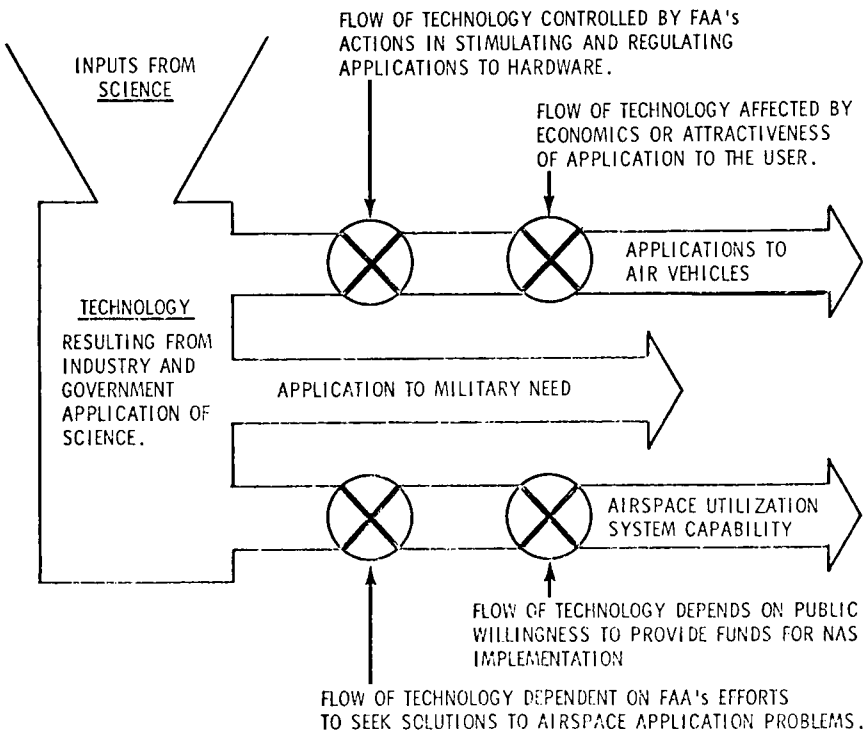 FLOW OF TECHNOLOGY CONTROLLED BY FAA's
ACTIONS IN STIMULATING AND REGULATING
APPLICATIONS TO HARDWARE.
INPUTS FROM
SCIENCE
FLOW OF TECHNOLOGY AFFECTED BY
ECONOMICS OR ATTRACTIVENESS
OF APPLICATION TO THE USER.
APPLICATIONS TO
AIR VEHICLES
TECHNOLOGY
RESULTING FROM
INDUSTRY AND
GOVERNMENT
APPLICATION OF
SCIENCE.
APPLICATION TO MILITARY NEED
AIRSPACE UTILIZATION
SYSTEM CAPABILITY
FLOW OF TECHNOLOGY DEPENDS ON PUBLIC
WILLINGNESS TO PROVIDE FUNDS FOR NAS
IMPLEMENTATION
FLOW OF TECHNOLOGY DEPENDENT ON FAA's EFFORTS
TO SEEK SOLUTIONS TO AIRSPACE APPLICATION PROBLEMS.